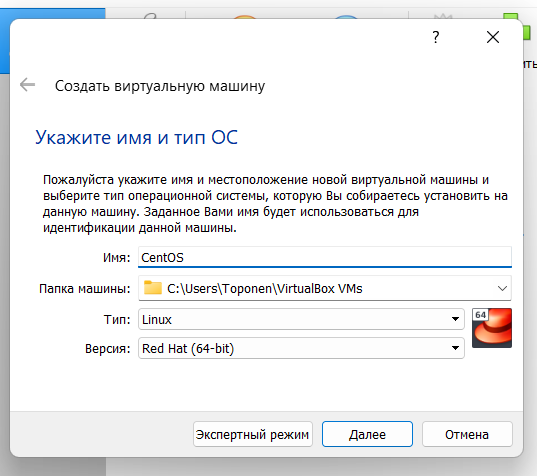 ?
Создать виртуальную машину
Укажите имя и тип ОС
Пожалуйста укажите имя и местоположение новой виртуальной машины и
выберите тип операционной системы, которую Вы собираетесь установить на
данную машину. Заданное Вами имя будет использоваться для
идентификации данной машины.
Имя: CentOS
Папка машины: C:\Users\Toponen\VirtualBox VMs
Тип: Linux
64
Версия: Red Hat (64-bit)
Экспертный режим Далее Отмена